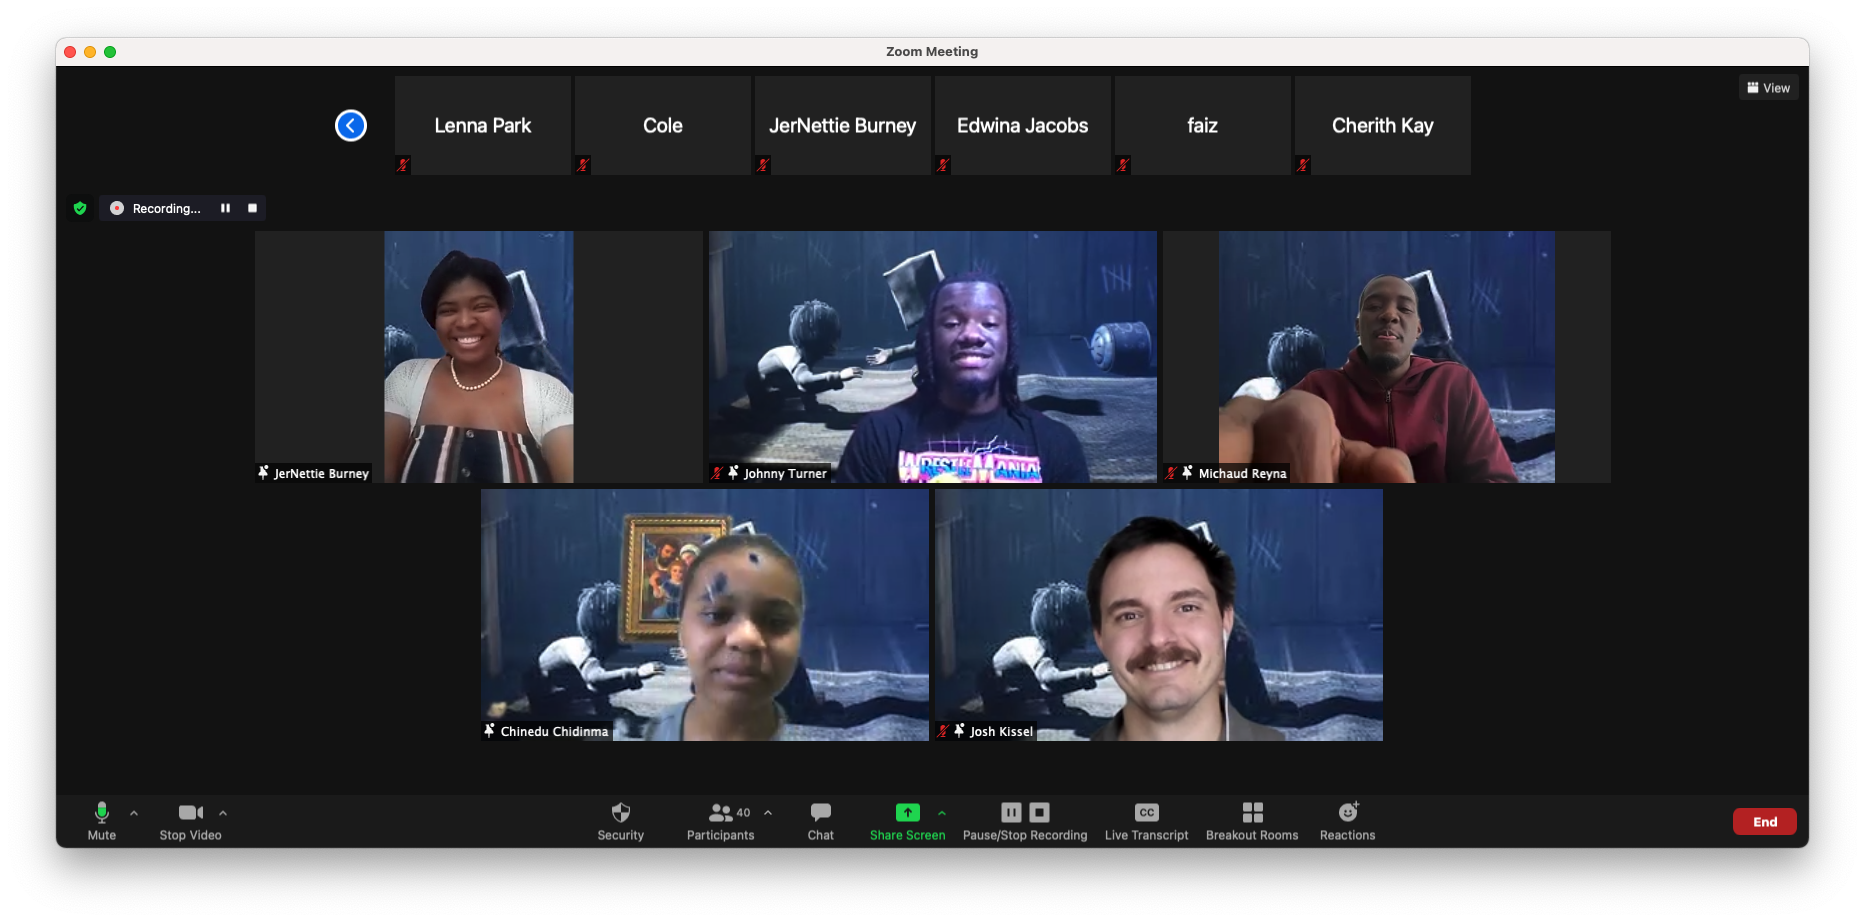 Zoom Meeting
View
Lenna Park
Cole
JerNettie Burney
Edwina Jacobs
faiz
Cherith Kay
Recording...
JerNettie Burney
WRESTLEMANIA
Johnny Turner
Michaud Reyna
Chinedu Chidinma
Josh Kissel
Mute
Stop Video
Security
40
Participants
Chat
Share Screen
Pause/Stop Recording
CC
Live Transcript
Breakout Rooms
Reactions
End